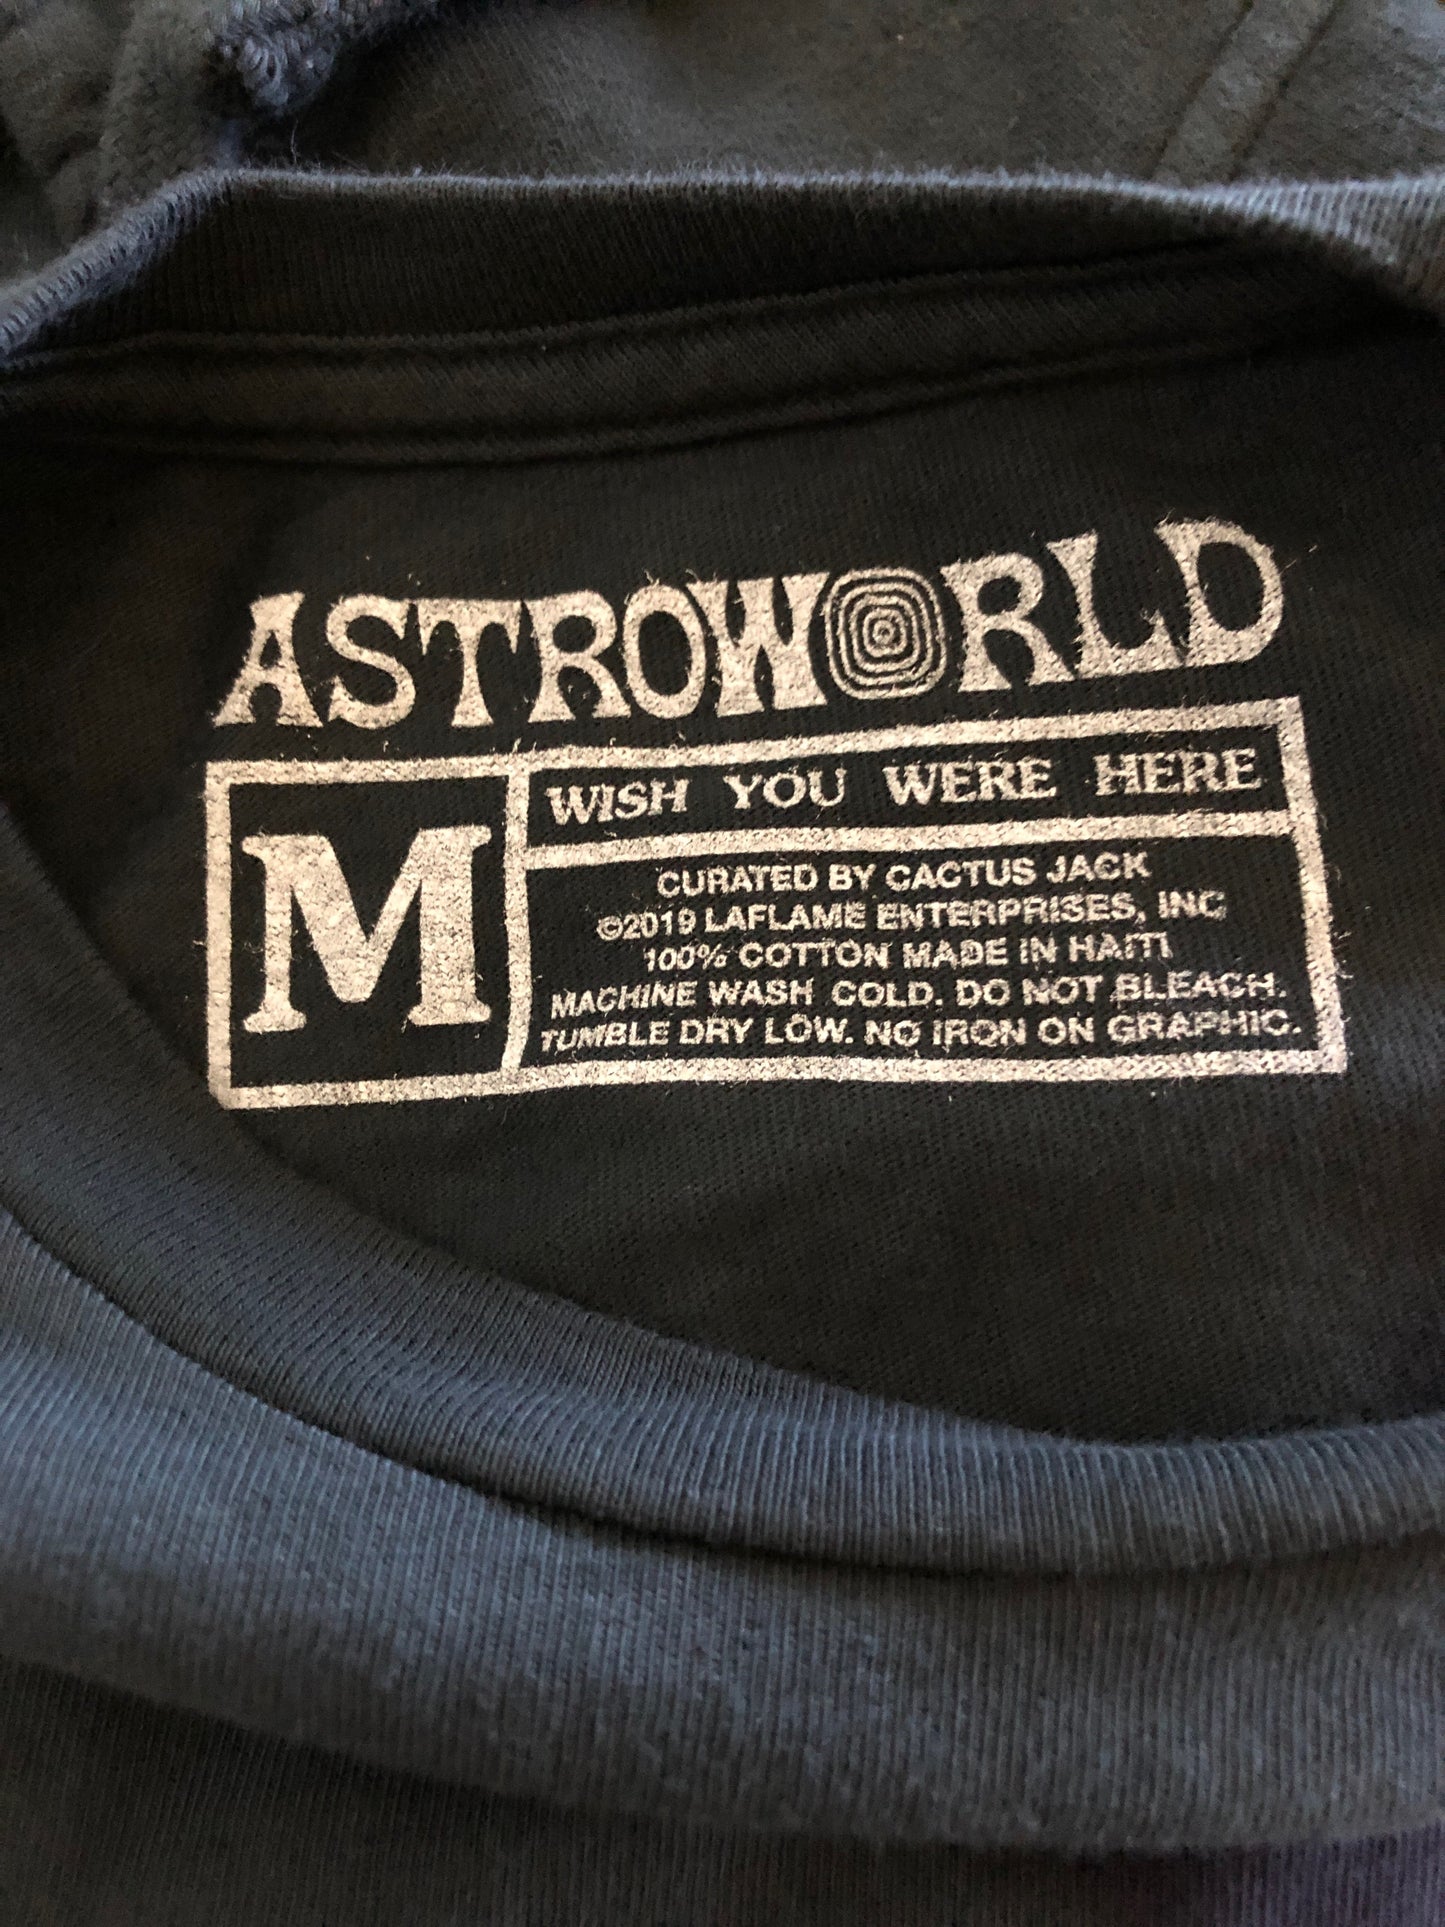 ASTROWORLD
M
WISH YOU WERE HERE
CURATED BY CACTUS JACK
©2019 LAFLAME ENTERPRISES, INC
100% COTTON MADE IN HAITI
MACHINE WASH COLD. DO NOT BLEACH.
TUMBLE DRY LOW. NO IRON ON GRAPHIC.